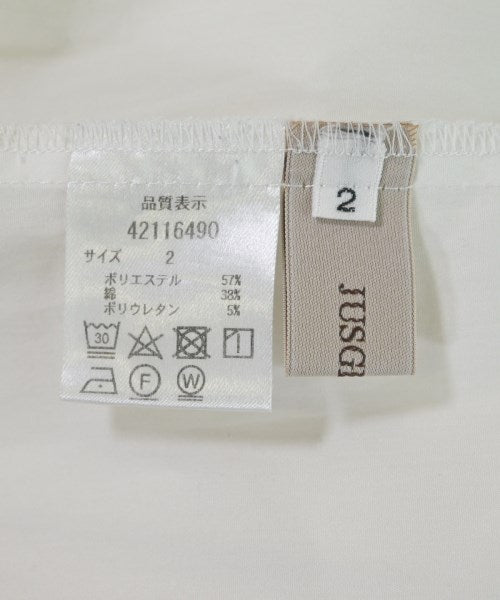 品質表示
42116490
サイズ 2
ポリエステル 57%
綿 38%
ポリウレタン 5%
30
F W
2
JUSGL